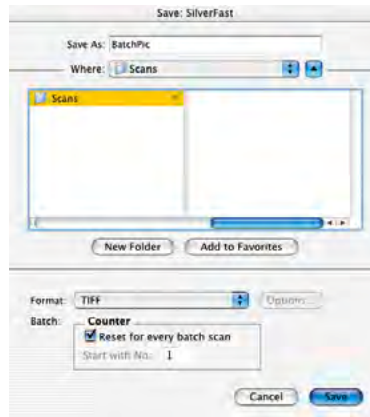 Save: SilverFast
Save As: BatchPic
Where: Scans
Scans
New Folder Add to Favorites
Format: TIFF Options...
Batch: Counter
Reset for every batch scan
Start with No.: 1
Cancel Save